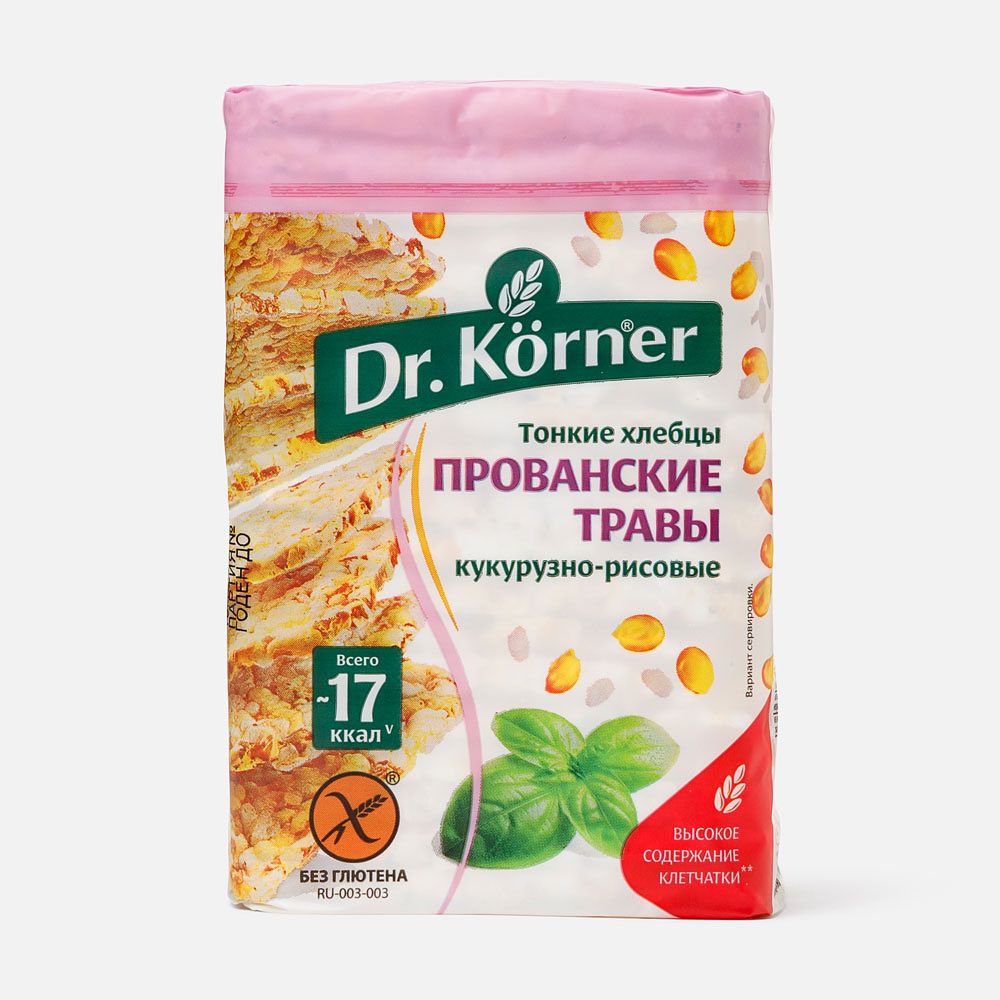 Dr. Körner®
Тонкие хлебцы
ПРОВАНСКИЕ
ТРАВЫ
кукурузно-рисовые
Вариант сервировки.
ПАРТИЯ №
ГОДЕН ДО
Всего
~17
ккал ᵛ
®
БЕЗ ГЛЮТЕНА
RU-003-003
ВЫСОКОЕ
СОДЕРЖАНИЕ
КЛЕТЧАТКИ**